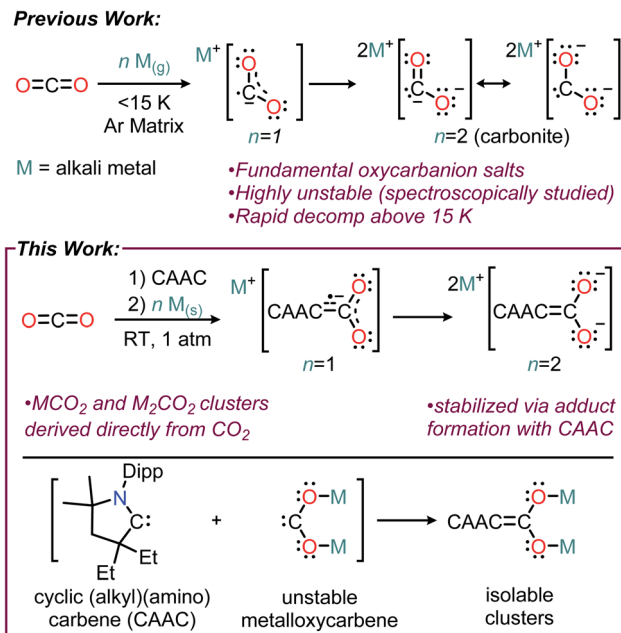 Previous Work:
O=C=O
n M(g)
<15 K
Ar Matrix
M+
O
C
O
–
n=1
2M+
O
C
O
–
–
2M+
O
C
O
–
–
n=2 (carbonite)
M = alkali metal
•Fundamental oxycarbanion salts
•Highly unstable (spectroscopically studied)
•Rapid decomp above 15 K
This Work:
O=C=O
1) CAAC
2) n M(s)
RT, 1 atm
M+
CAAC=C
O
O
•–
n=1
2M+
CAAC=C
O
O
–
–
n=2
•MCO2 and M2CO2 clusters
derived directly from CO2
•stabilized via adduct
formation with CAAC
Dipp
N
C:
Et
Et
+
:C
O–M
O–M
CAAC=C
O–M
O–M
cyclic (alkyl)(amino)
carbene (CAAC)
unstable
metalloxycarbene
isolable
clusters